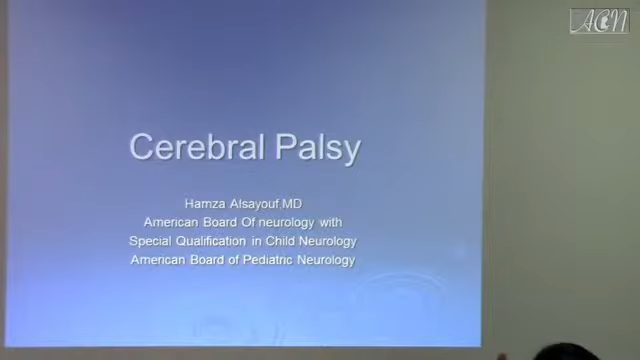 ACN
Cerebral Palsy
Hamza Alsayouf,MD
American Board Of neurology with
Special Qualification in Child Neurology
American Board of Pediatric Neurology